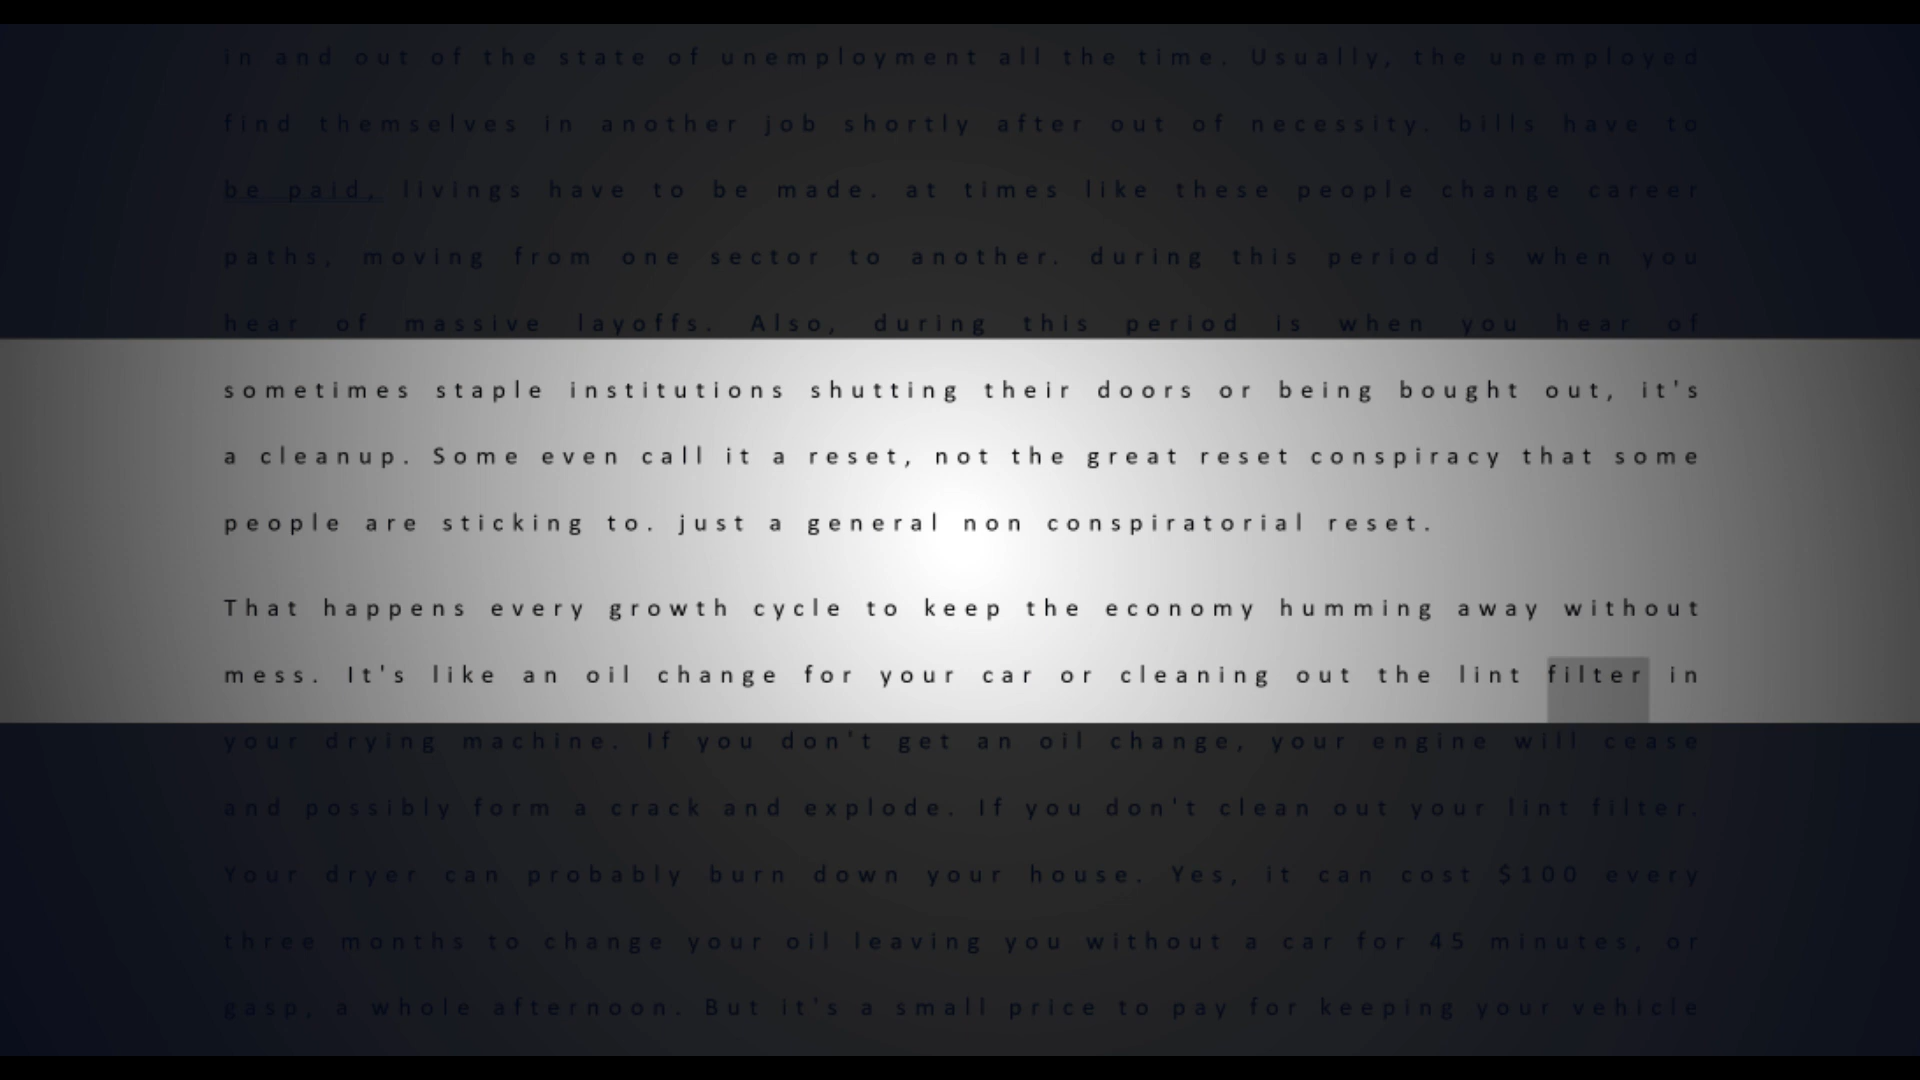 in and out of the state of unemployment all the time. Usually, the unemployed
find themselves in another job shortly after out of necessity. bills have to
be paid, livings have to be made. at times like these people change career
paths, moving from one sector to another. during this period is when you
hear of massive layoffs. Also, during this period is when you hear of
sometimes staple institutions shutting their doors or being bought out, it's
a cleanup. Some even call it a reset, not the great reset conspiracy that some
people are sticking to. just a general non conspiratorial reset.
That happens every growth cycle to keep the economy humming away without
mess. It's like an oil change for your car or cleaning out the lint filter in
your drying machine. If you don't get an oil change, your engine will cease
and possibly form a crack and explode. If you don't clean out your lint filter.
Your dryer can probably burn down your house. Yes, it can cost $100 every
three months to change your oil leaving you without a car for 45 minutes, or
gasp, a whole afternoon. But it's a small price to pay for keeping your vehicle